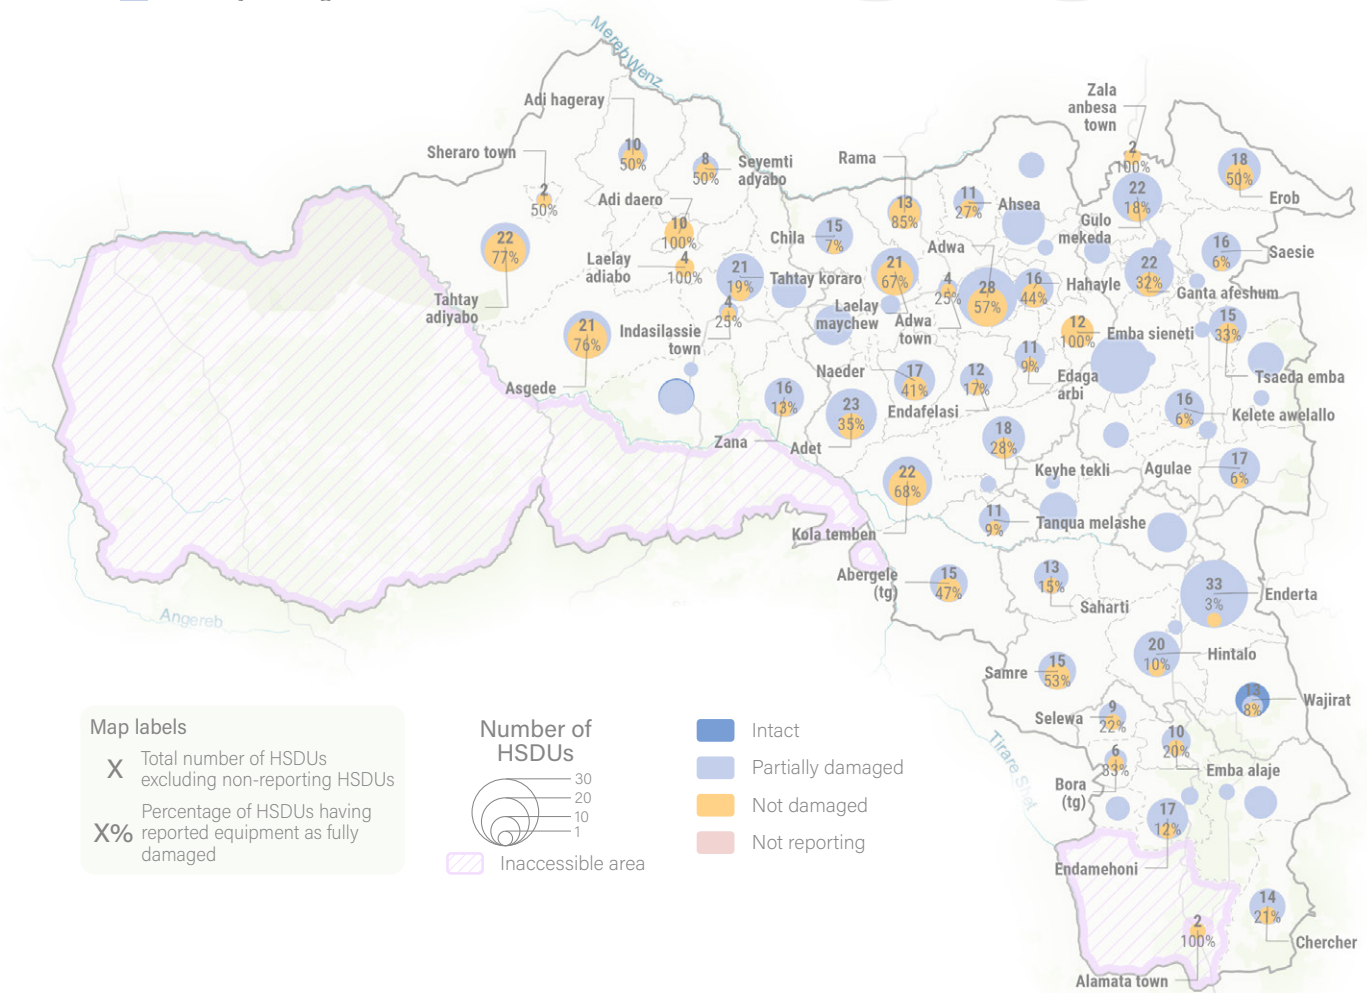 Mereb Wenz
Zala
anbesa
town
Adi hageray
10
50%
Sheraro town
2
50%
8
50%
Seyemti
adyabo
Rama
13
85%
11
27%
Ahsea
2
100%
22
18%
Gulo
mekeda
18
50%
Erob
Adi daero
10
100%
Chila
15
7%
Adwa
16
6%
Saesie
22
77%
Tahtay
adiyabo
Laelay
adiabo
4
100%
21
19%
Tahtay koraro
21
67%
4
25%
28
57%
16
44%
Hahayle
22
32%
Ganta afeshum
Laelay
maychew
Adwa
town
4
25%
Indasilassie
town
21
76%
Asgede
12
100%
Emba sieneti
15
33%
Tsaeda emba
11
9%
Edaga
arbi
Naeder
17
41%
12
17%
Endafelasi
16
13%
Zana
23
35%
Adet
16
6%
Kelete awelallo
18
28%
Keyhe tekli
Agulae
17
6%
22
68%
Kola temben
11
9%
Tanqua melashe
Abergele
(tg)
15
47%
13
15%
Saharti
33
3%
Enderta
Angereb
20
10%
Hintalo
Samre
15
53%
13
8%
Wajirat
Selewa
9
22%
10
20%
Emba alaje
6
83%
Bora
(tg)
Tirare Shet
17
12%
Endamehoni
14
21%
Chercher
2
100%
Alamata town
Map labels
X Total number of HSDUs
excluding non-reporting HSDUs
X% Percentage of HSDUs having
reported equipment as fully
damaged
Number of
HSDUs
30
20
10
1
Inaccessible area
Intact
Partially damaged
Not damaged
Not reporting